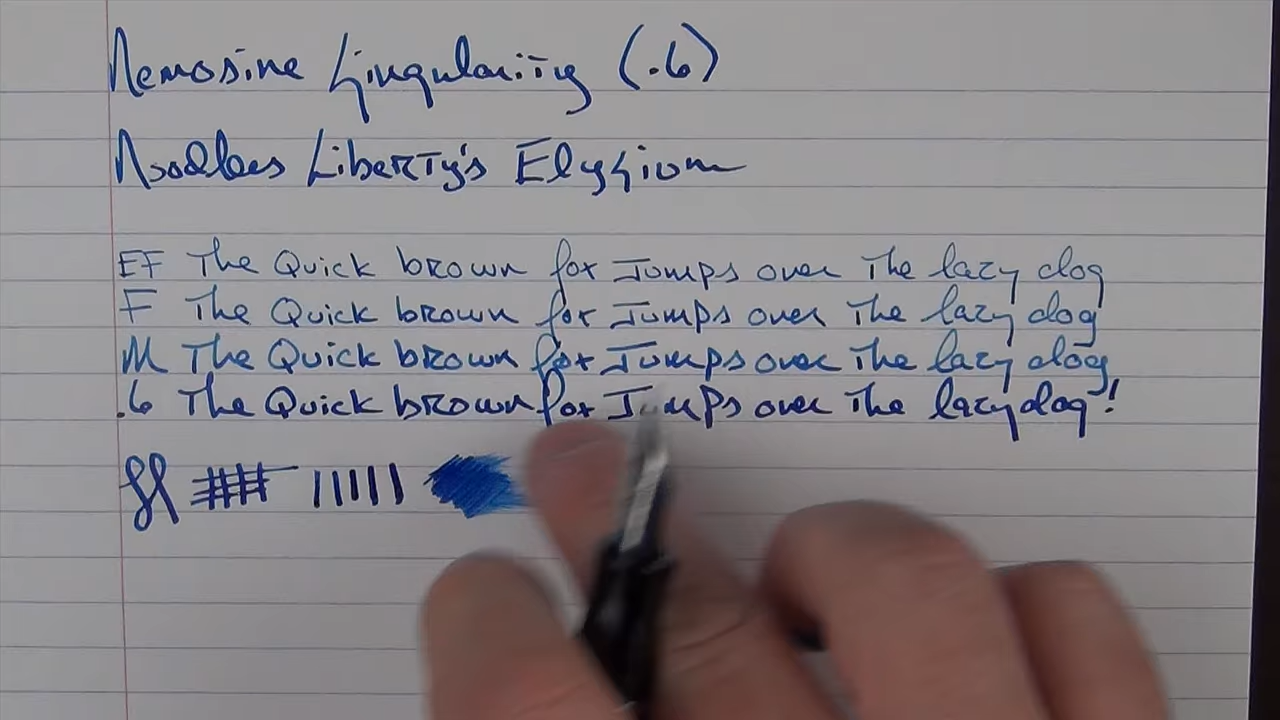 Nemosine Singularity (.6)
Noodlers Liberty's Elysium
EF The Quick brown fox Jumps over The lazy dog
F The Quick brown fox Jumps over The lazy dog
M The Quick brown fox Jumps over The lazy dog
.6 The Quick brown fox Jumps over The lazy dog!